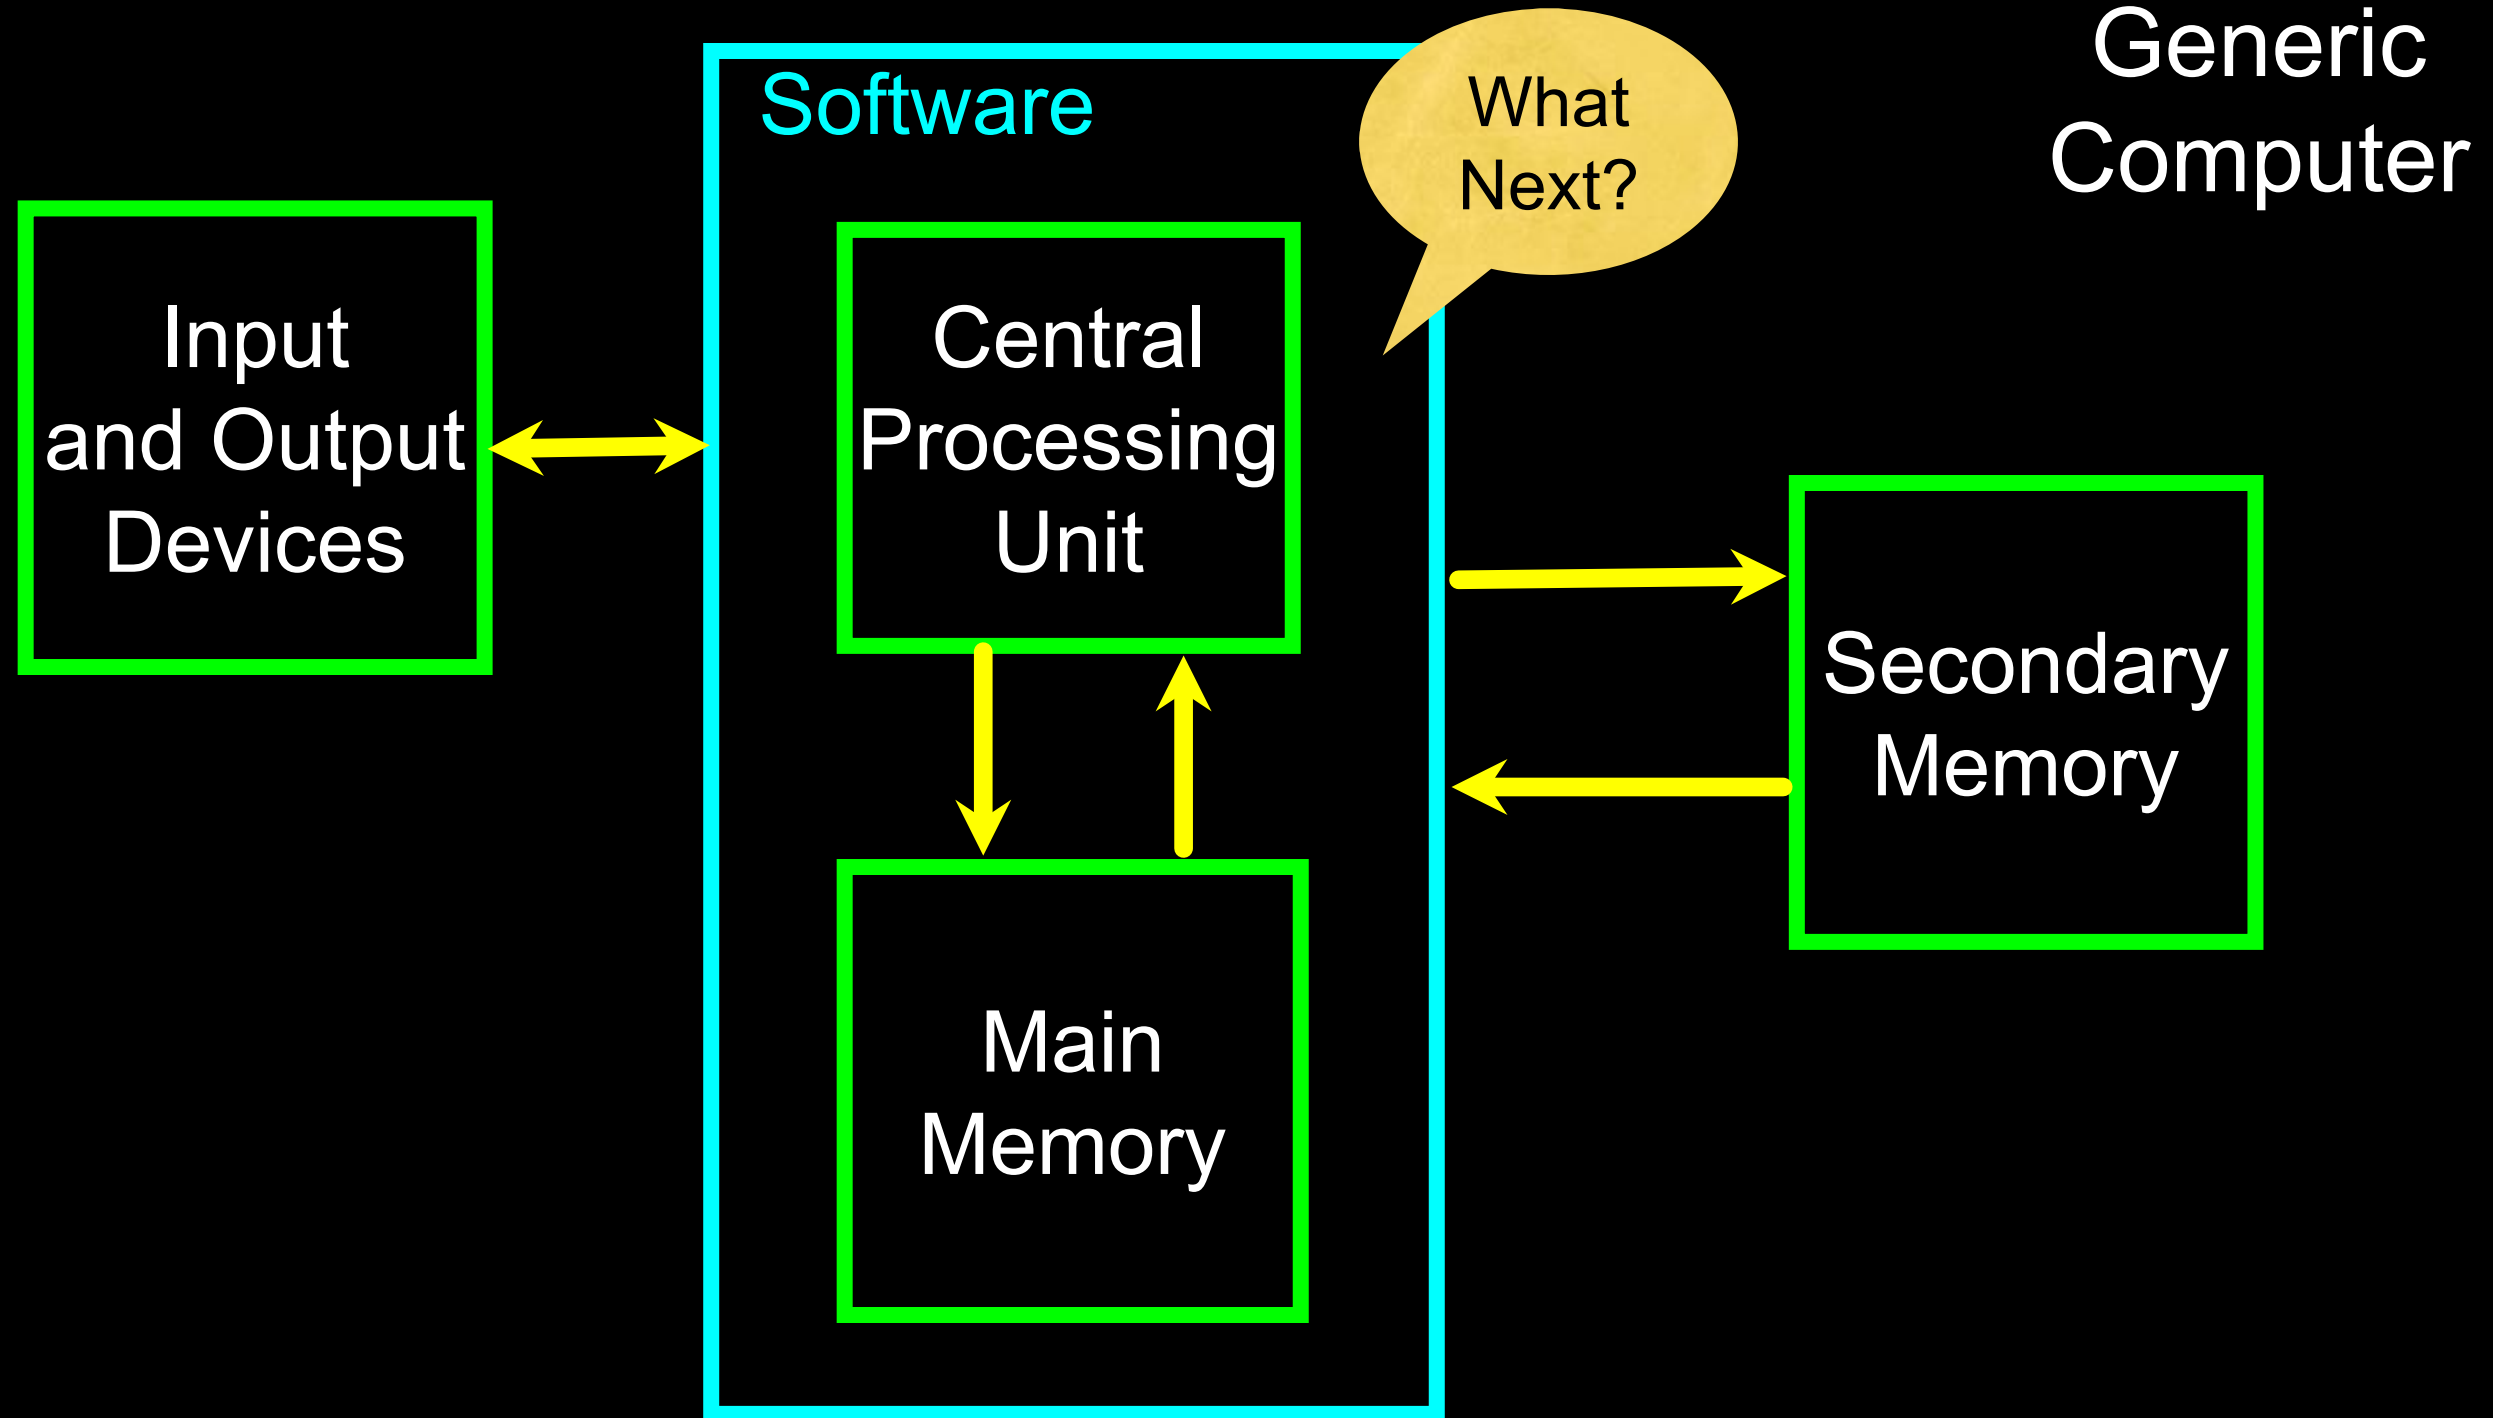 Generic
Computer
Software
What
Next?
Input
and Output
Devices
Central
Processing
Unit
Secondary
Memory
Main
Memory